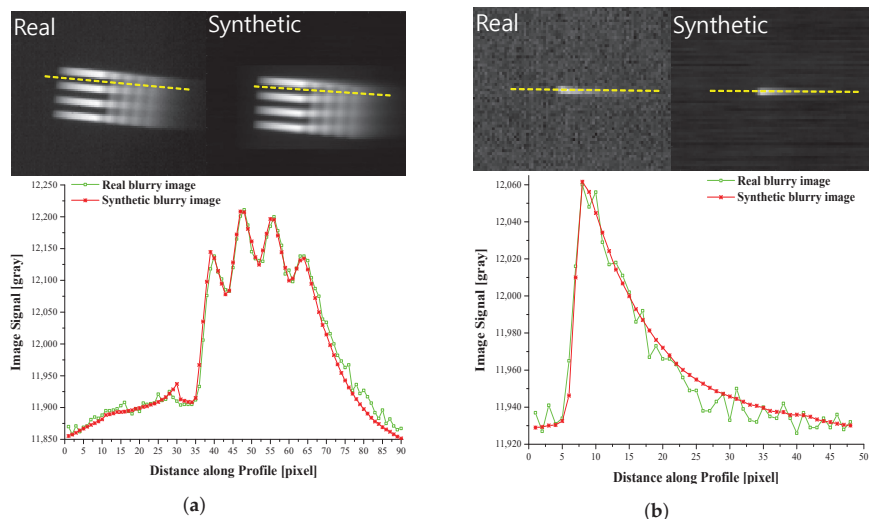 Real Synthetic
Real blurry image
Synthetic blurry image
12,250
12,200
12,150
12,100
12,050
12,000
11,950
11,900
11,850
Image Signal [gray]
0 5 10 15 20 25 30 35 40 45 50 55 60 65 70 75 80 85 90
Distance along Profile [pixel]
(a)
Real Synthetic
Real blurry image
Synthetic blurry image
12,060
12,040
12,020
12,000
11,980
11,960
11,940
11,920
Image Signal [gray]
0 5 10 15 20 25 30 35 40 45 50
Distance along Profile [pixel]
(b)